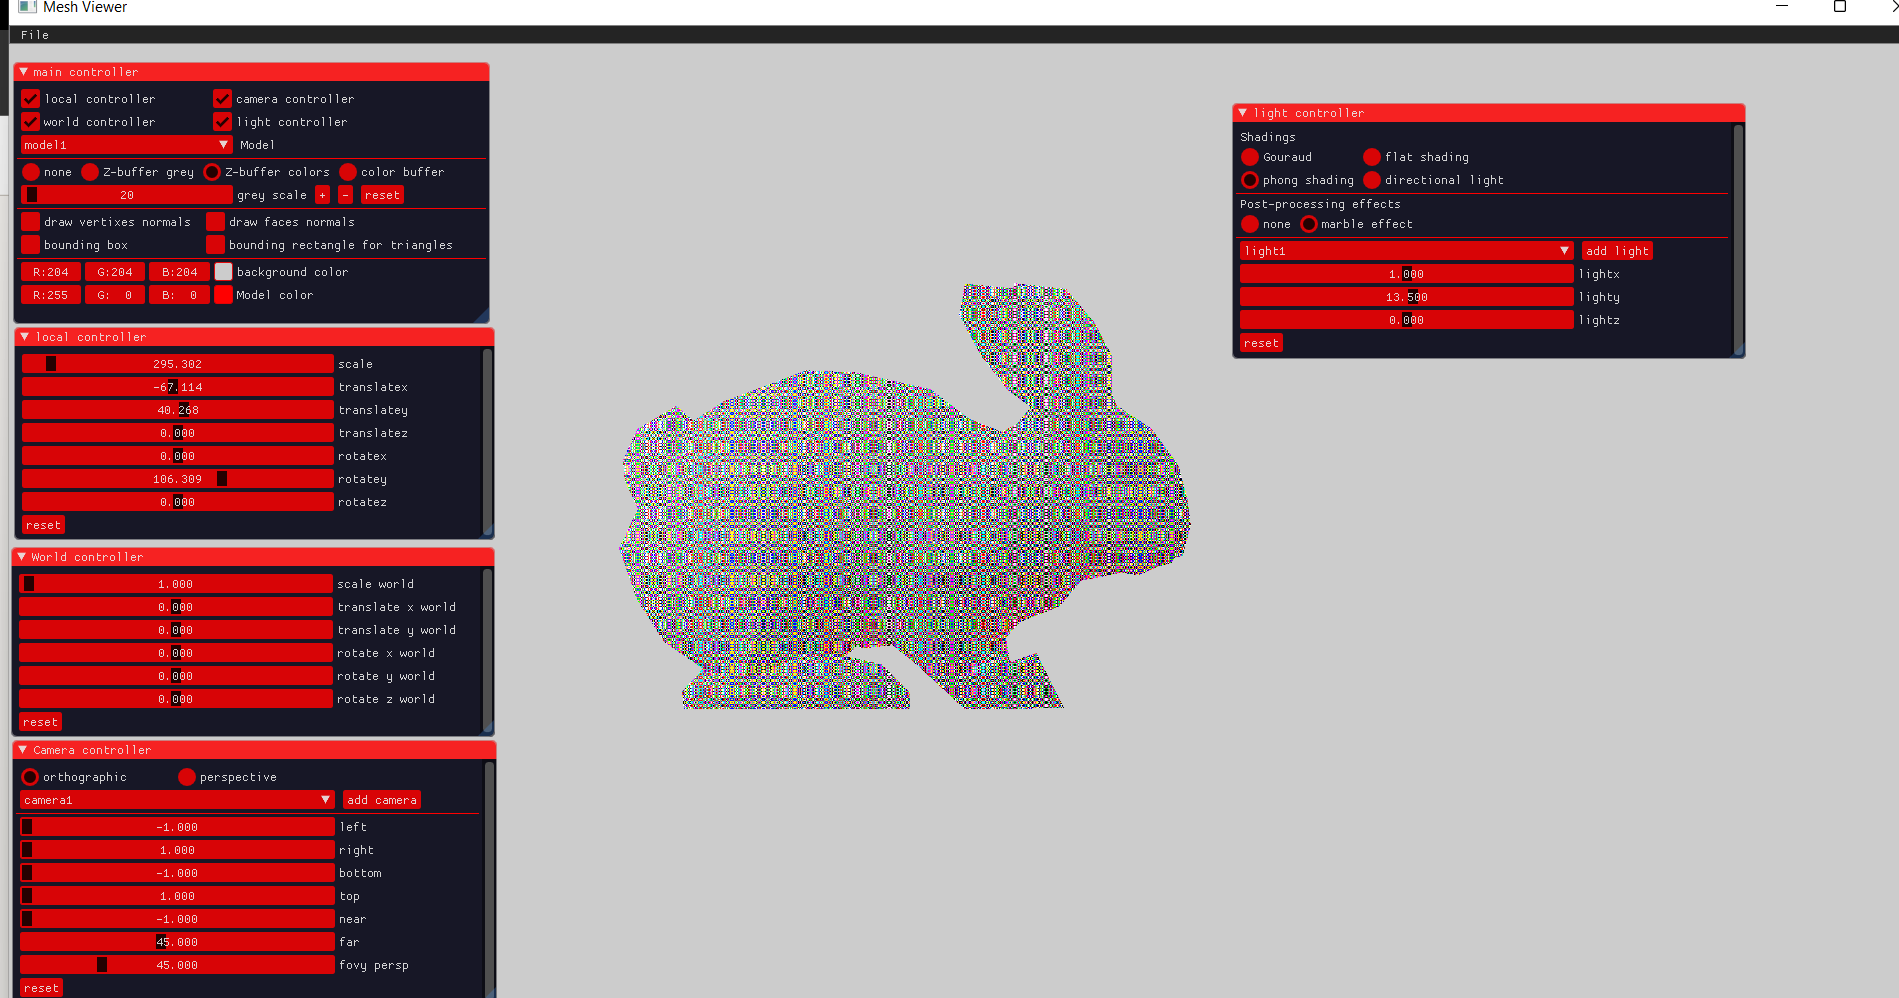 Mesh Viewer
File
main controller
local controller camera controller
world controller light controller
model1 Model
none Z-buffer grey Z-buffer colors color buffer
20 grey scale + - reset
draw vertixes normals draw faces normals
bounding box bounding rectangle for triangles
R:204 G:204 B:204 background color
R:255 G: 0 B: 0 Model color
local controller
295.302 scale
-67.114 translatex
40.268 translatey
0.000 translatez
0.000 rotatex
106.309 rotatey
0.000 rotatez
reset
World controller
1.000 scale world
0.000 translate x world
0.000 translate y world
0.000 rotate x world
0.000 rotate y world
0.000 rotate z world
reset
Camera controller
orthographic perspective
camera1 add camera
-1.000 left
1.000 right
-1.000 bottom
1.000 top
-1.000 near
45.000 far
45.000 fovy persp
reset
light controller
Shadings
Gouraud flat shading
phong shading directional light
Post-processing effects
none marble effect
light1 add light
1.000 lightx
13.500 lighty
0.000 lightz
reset